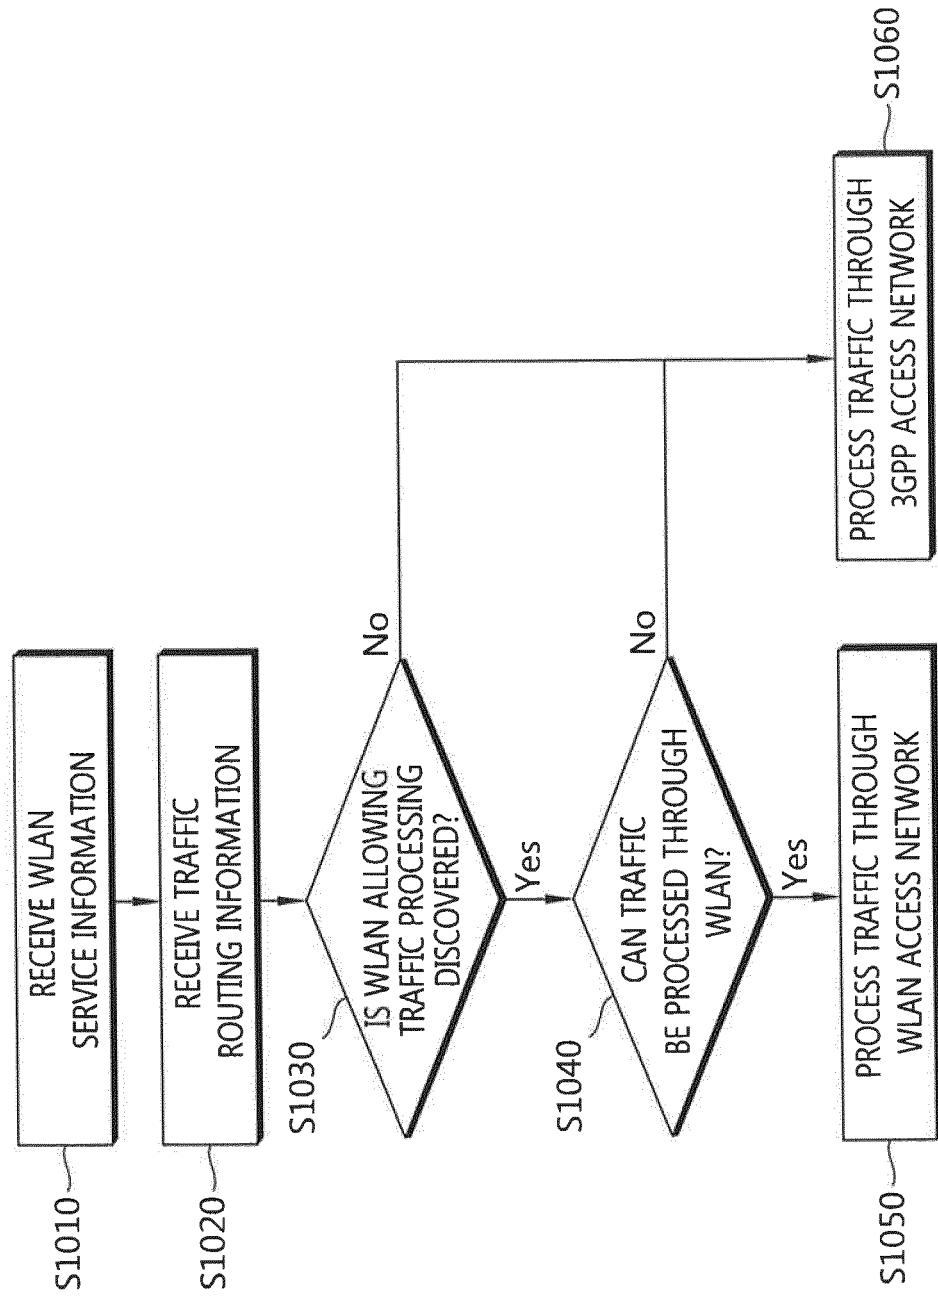 S1010
RECEIVE WLAN
SERVICE INFORMATION
S1020
RECEIVE TRAFFIC
ROUTING INFORMATION
S1030
IS WLAN ALLOWING
TRAFFIC PROCESSING
DISCOVERED?
No
Yes
S1040
CAN TRAFFIC
BE PROCESSED THROUGH
WLAN?
No
Yes
S1050
PROCESS TRAFFIC THROUGH
WLAN ACCESS NETWORK
PROCESS TRAFFIC THROUGH
3GPP ACCESS NETWORK
S1060